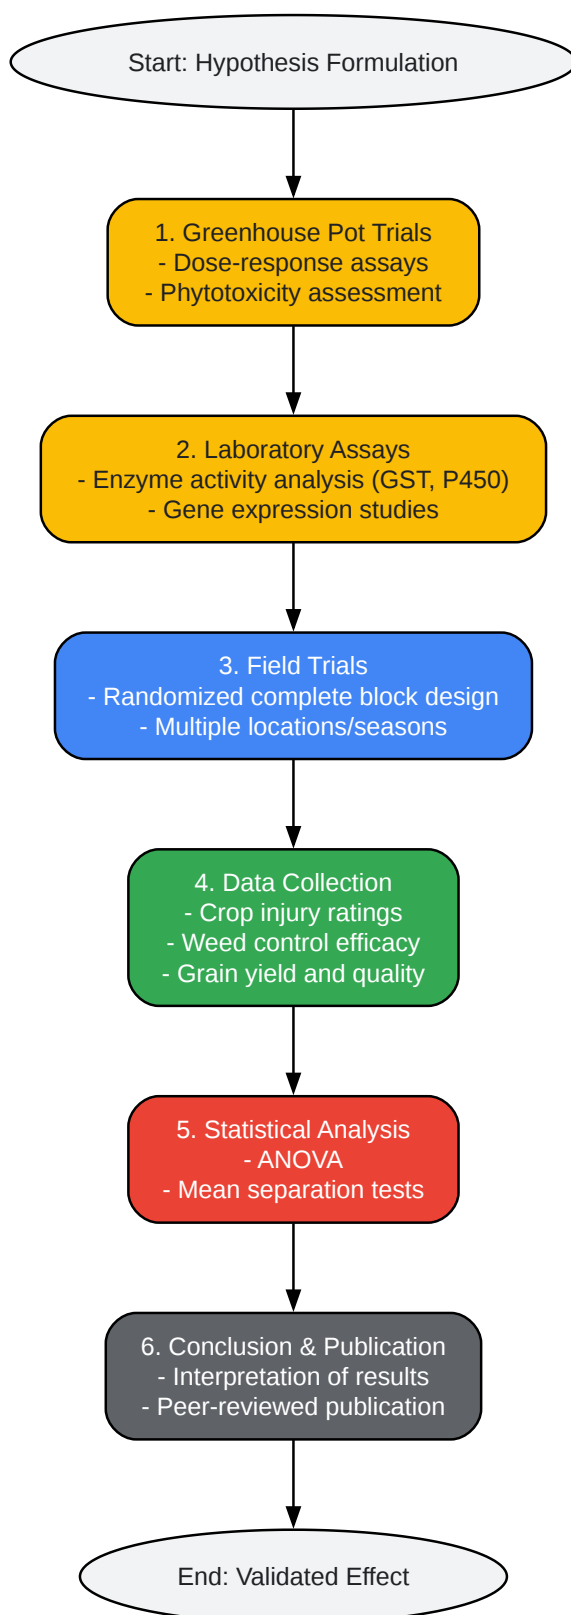 Start: Hypothesis Formulation
1. Greenhouse Pot Trials
- Dose-response assays
- Phytotoxicity assessment
2. Laboratory Assays
- Enzyme activity analysis (GST, P450)
- Gene expression studies
3. Field Trials
- Randomized complete block design
- Multiple locations/seasons
4. Data Collection
- Crop injury ratings
- Weed control efficacy
- Grain yield and quality
5. Statistical Analysis
- ANOVA
- Mean separation tests
6. Conclusion & Publication
- Interpretation of results
- Peer-reviewed publication
End: Validated Effect